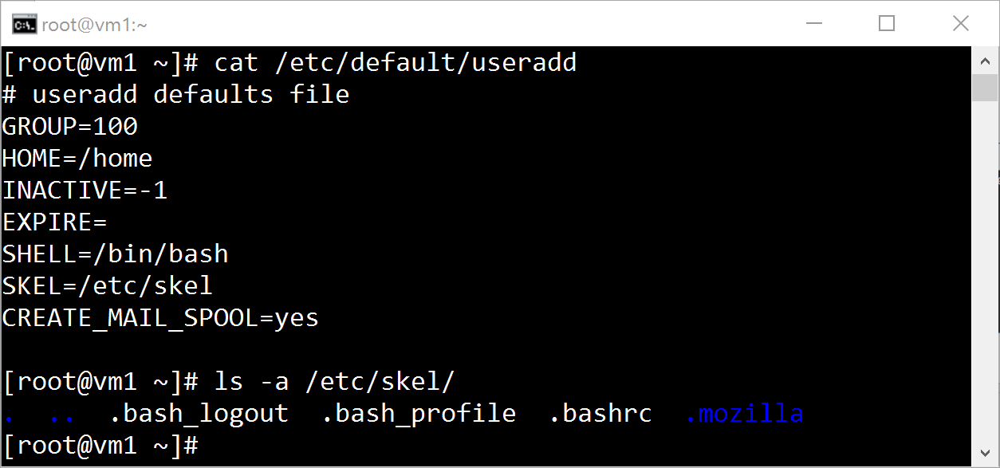 root@vm1:~
[root@vm1 ~]# cat /etc/default/useradd
# useradd defaults file
GROUP=100
HOME=/home
INACTIVE=-1
EXPIRE=
SHELL=/bin/bash
SKEL=/etc/skel
CREATE_MAIL_SPOOL=yes
[root@vm1 ~]# ls -a /etc/skel/
.  ..  .bash_logout  .bash_profile  .bashrc  .mozilla
[root@vm1 ~]#